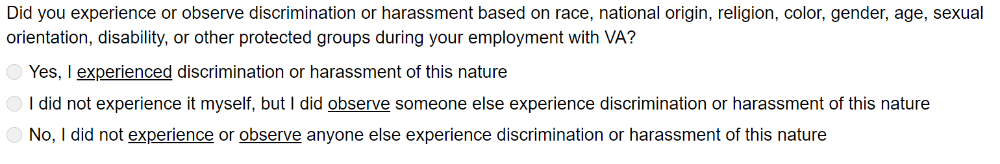 Did you experience or observe discrimination or harassment based on race, national origin, religion, color, gender, age, sexual
orientation, disability, or other protected groups during your employment with VA?
Yes, I experienced discrimination or harassment of this nature
I did not experience it myself, but I did observe someone else experience discrimination or harassment of this nature
No, I did not experience or observe anyone else experience discrimination or harassment of this nature